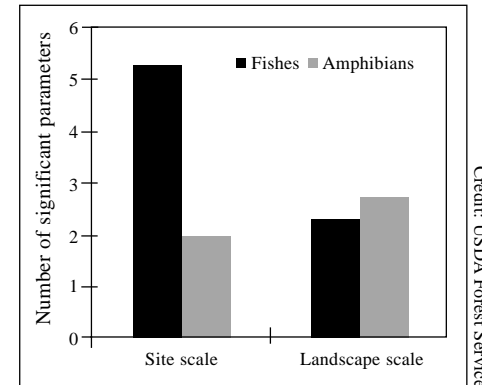 6
5
4
3
2
1
0
Number of significant parameters
Fishes Amphibians
Site scale Landscape scale
Credit: USDA Forest Service